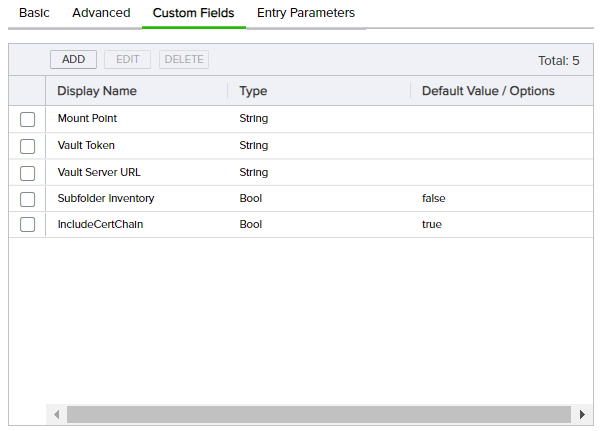 Basic Advanced Custom Fields Entry Parameters
ADD EDIT DELETE Total: 5
Display Name Type Default Value / Options
Mount Point String
Vault Token String
Vault Server URL String
Subfolder Inventory Bool false
IncludeCertChain Bool true